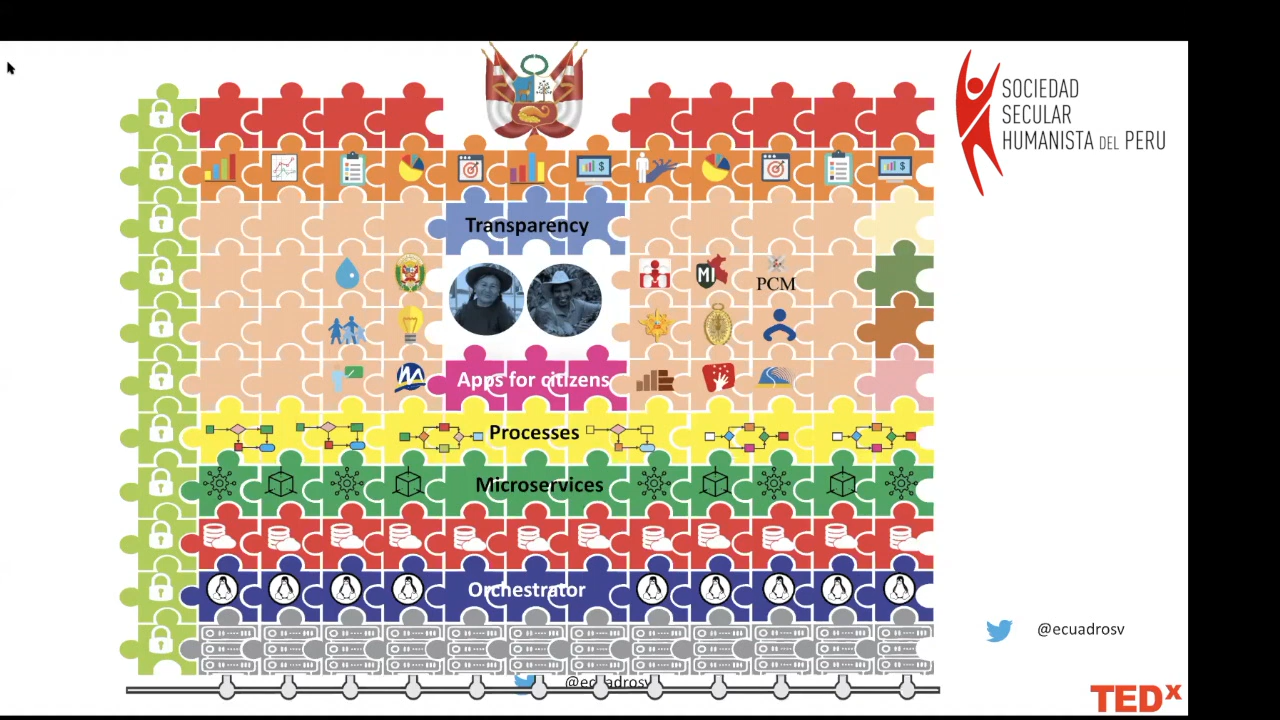 SOCIEDAD
SECULAR
HUMANISTA DEL PERU
Transparency
MI
PCM
Apps for citizens
Processes
Microservices
Orchestrator
@ecuadrosv
@ecuadrosv
TEDx